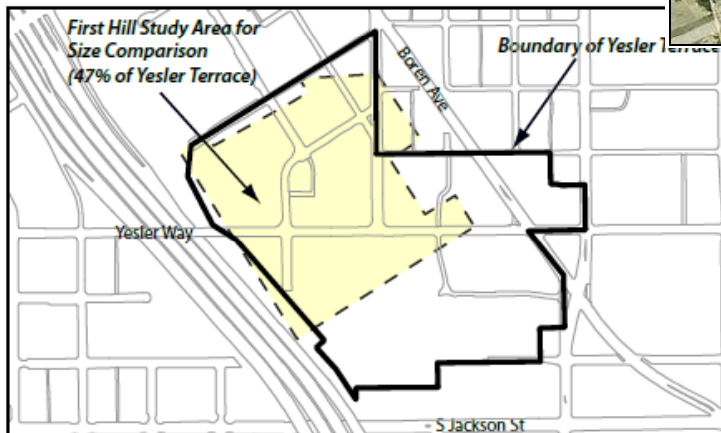 First Hill Study Area for
Size Comparison
(47% of Yesler Terrace)
Boundary of Yesler Terrace
Boren Ave
Yesler Way
S Jackson St